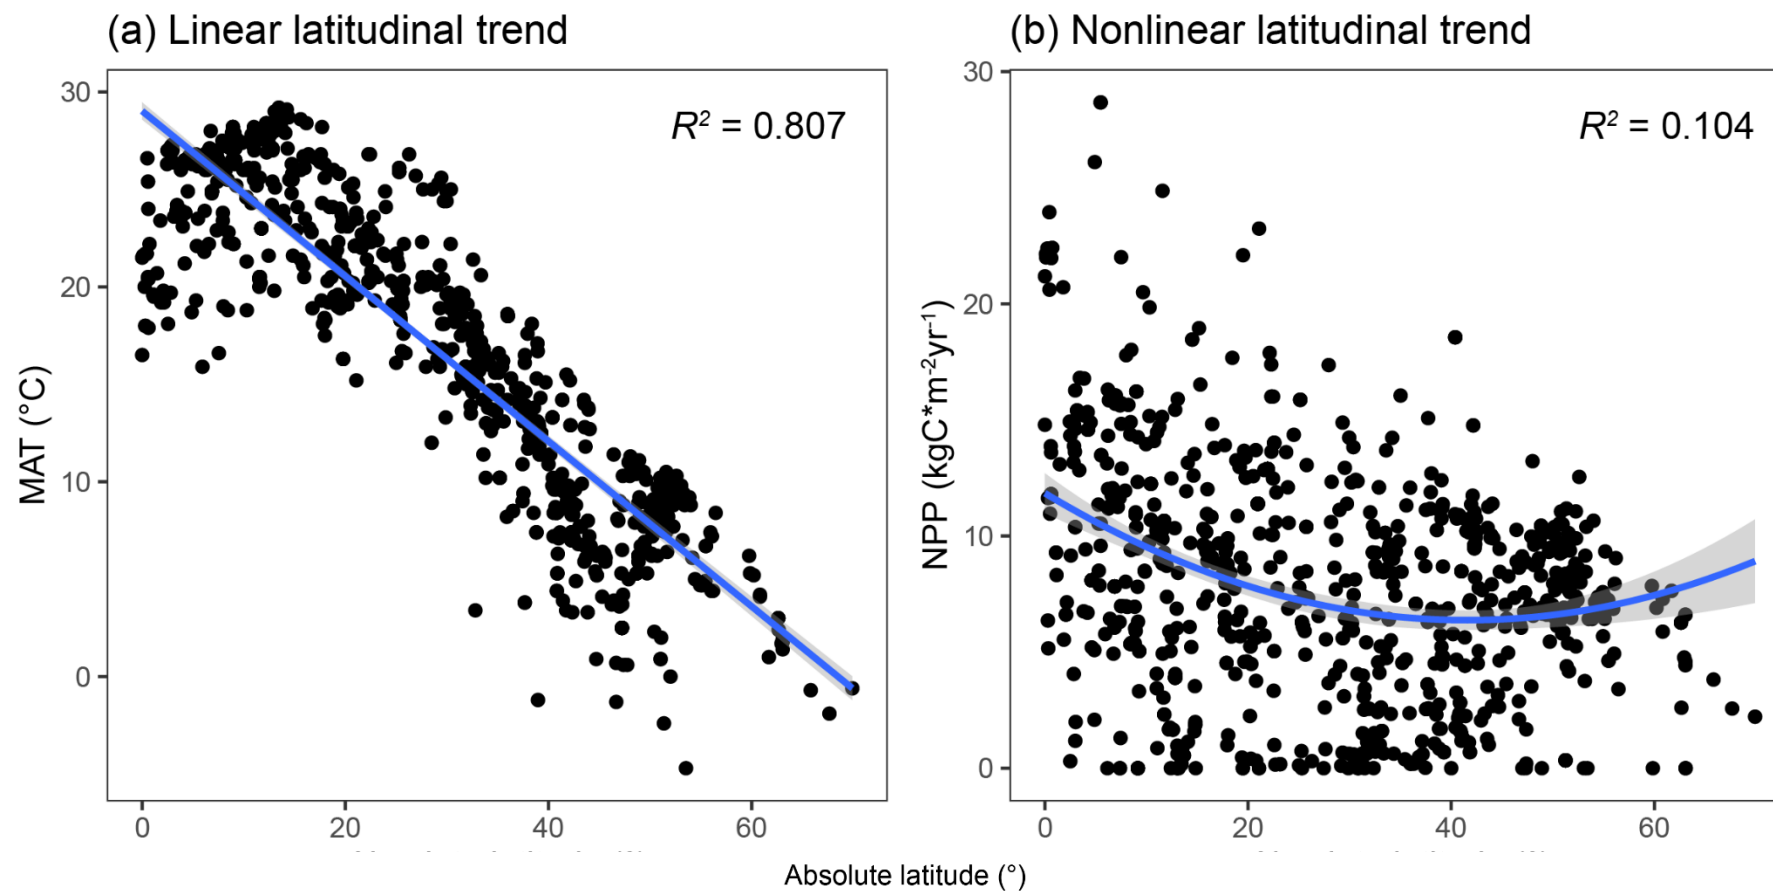 (a) Linear latitudinal trend
R² = 0.807
MAT (°C)
30
20
10
0
0 20 40 60
(b) Nonlinear latitudinal trend
R² = 0.104
NPP (kgC*m⁻²yr⁻¹)
30
20
10
0
0 20 40 60
Absolute latitude (°)